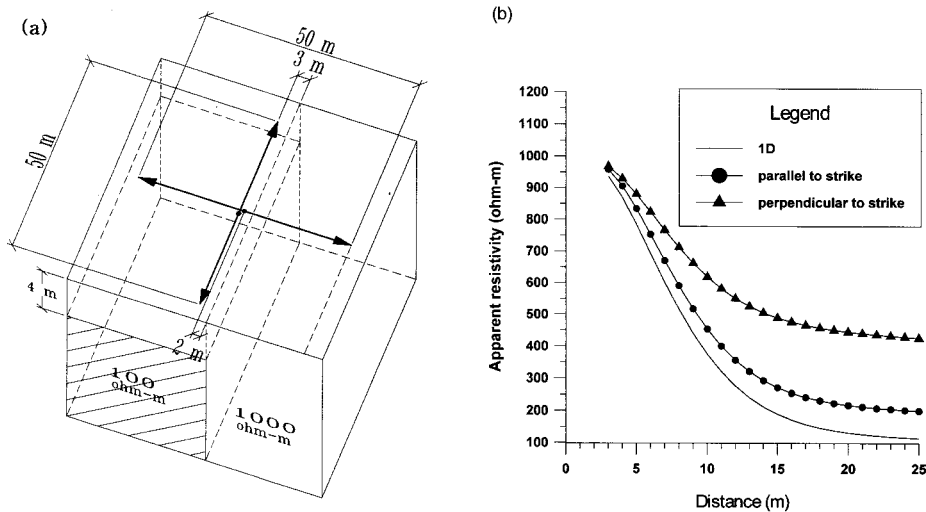 (a)
50 m
3 m
50 m
4 m
2 m
100
ohm-m
1000
ohm-m
(b)
Legend
1D
parallel to strike
perpendicular to strike
Apparent resistivity (ohm-m)
1200
1100
1000
900
800
700
600
500
400
300
200
100
0
5
10
15
20
25
Distance (m)